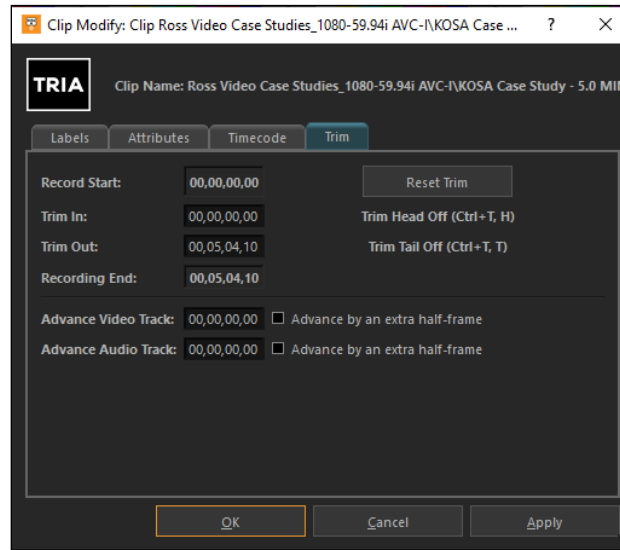 Clip Modify: Clip Ross Video Case Studies_1080-59.94i AVC-I\KOSA Case ... ? ×
TRIA Clip Name: Ross Video Case Studies_1080-59.94i AVC-I\KOSA Case Study - 5.0 MI
Labels Attributes Timecode Trim
Record Start: 00,00,00,00 Reset Trim
Trim In: 00,00,00,00 Trim Head Off (Ctrl+T, H)
Trim Out: 00,05,04,10 Trim Tail Off (Ctrl+T, T)
Recording End: 00,05,04,10
Advance Video Track: 00,00,00,00 Advance by an extra half-frame
Advance Audio Track: 00,00,00,00 Advance by an extra half-frame
OK Cancel Apply